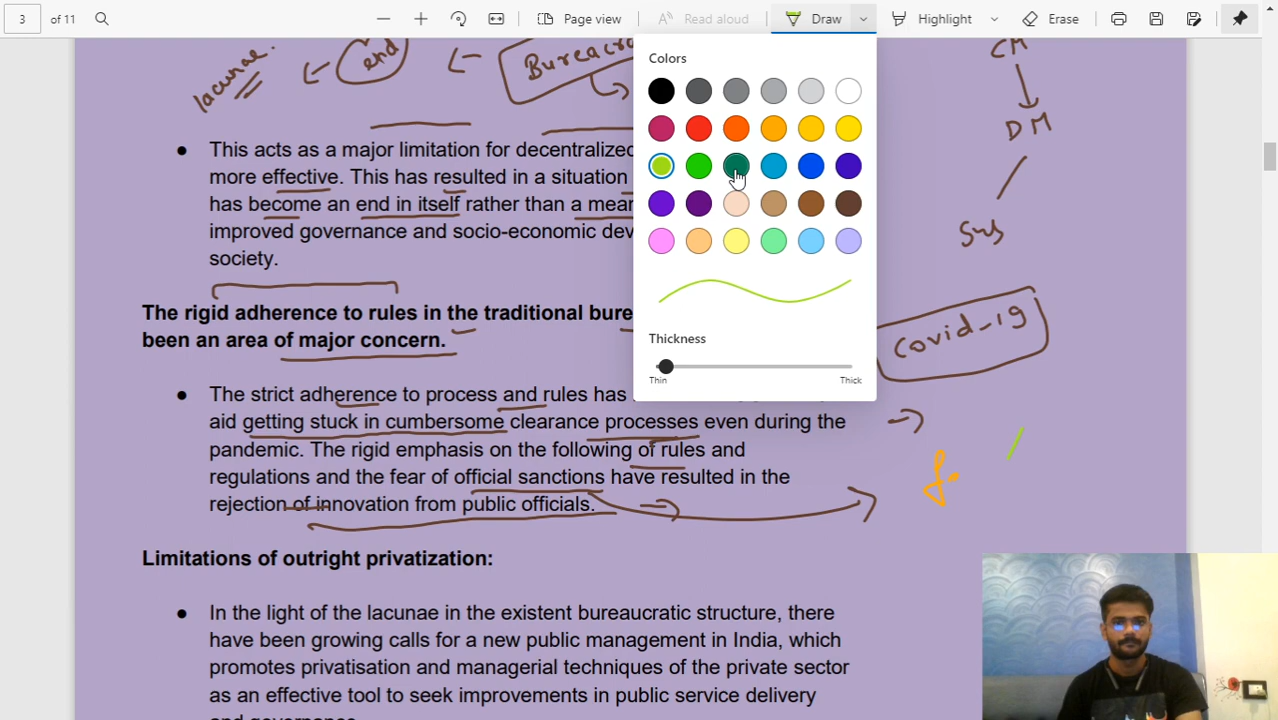 3 of 11 Page view Read aloud Draw Highlight Erase
Colors
lacunae
end
Bureacra
CM
DM
This acts as a major limitation for decentralized
more effective. This has resulted in a situation
has become an end in itself rather than a mea
improved governance and socio-economic dev
society.
Thickness
Thin Thick
Covid-19
The rigid adherence to rules in the traditional bure
been an area of major concern.
The strict adherence to process and rules has
aid getting stuck in cumbersome clearance processes even during the
pandemic. The rigid emphasis on the following of rules and
regulations and the fear of official sanctions have resulted in the
rejection of innovation from public officials.
Limitations of outright privatization:
In the light of the lacunae in the existent bureaucratic structure, there
have been growing calls for a new public management in India, which
promotes privatisation and managerial techniques of the private sector
as an effective tool to seek improvements in public service delivery
and governance.